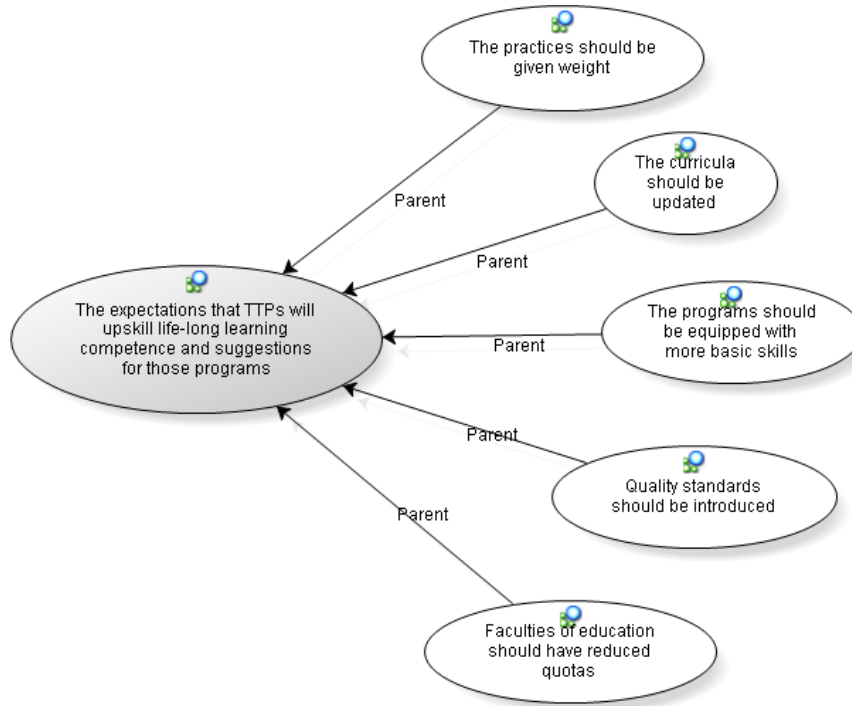 The practices should be
given weight
The curricula
should be
updated
Parent
Parent
The expectations that TTPs will
upskill life-long learning
competence and suggestions
for those programs
The programs should
be equipped with
more basic skills
Parent
Parent
Quality standards
should be introduced
Parent
Faculties of education
should have reduced
quotas